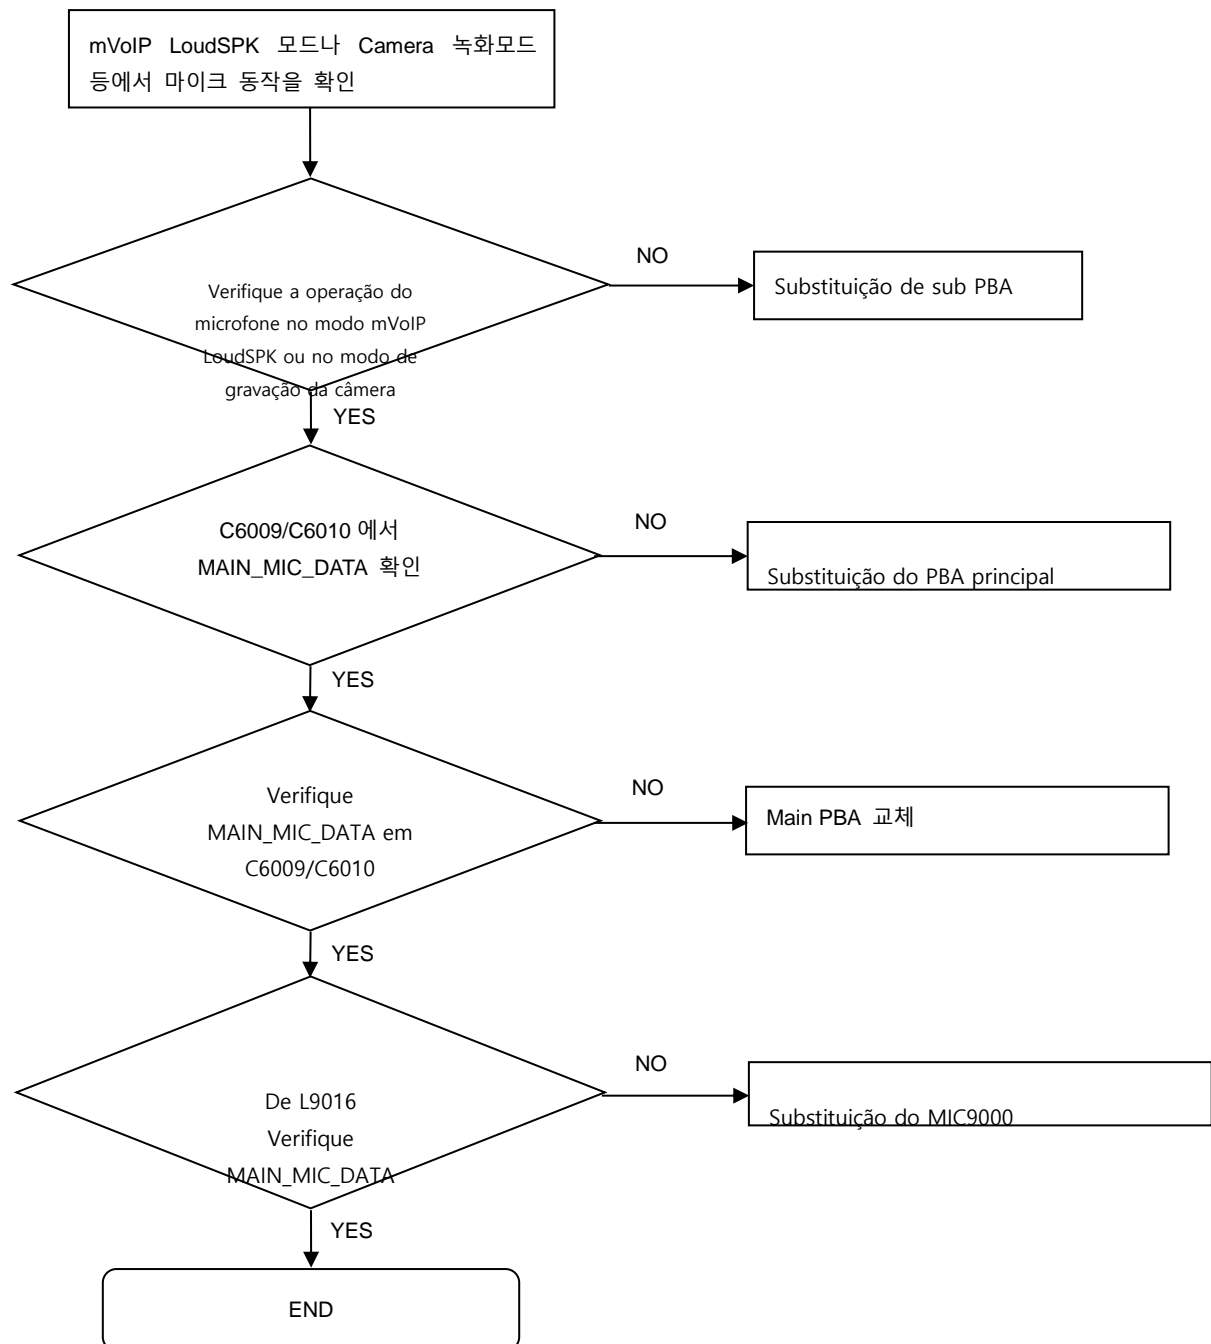 mVoIP LoudSPK 모드나 Camera 녹화모드
등에서 마이크 동작을 확인
NO
Substituição de sub PBA
Verifique a operação do
microfone no modo mVoIP
LoudSPK ou no modo de
gravação da câmera
YES
NO
C6009/C6010 에서
MAIN_MIC_DATA 확인
Substituição do PBA principal
YES
NO
Verifique
MAIN_MIC_DATA em
C6009/C6010
Main PBA 교체
YES
NO
De L9016
Verifique
MAIN_MIC_DATA
Substituição do MIC9000
YES
END